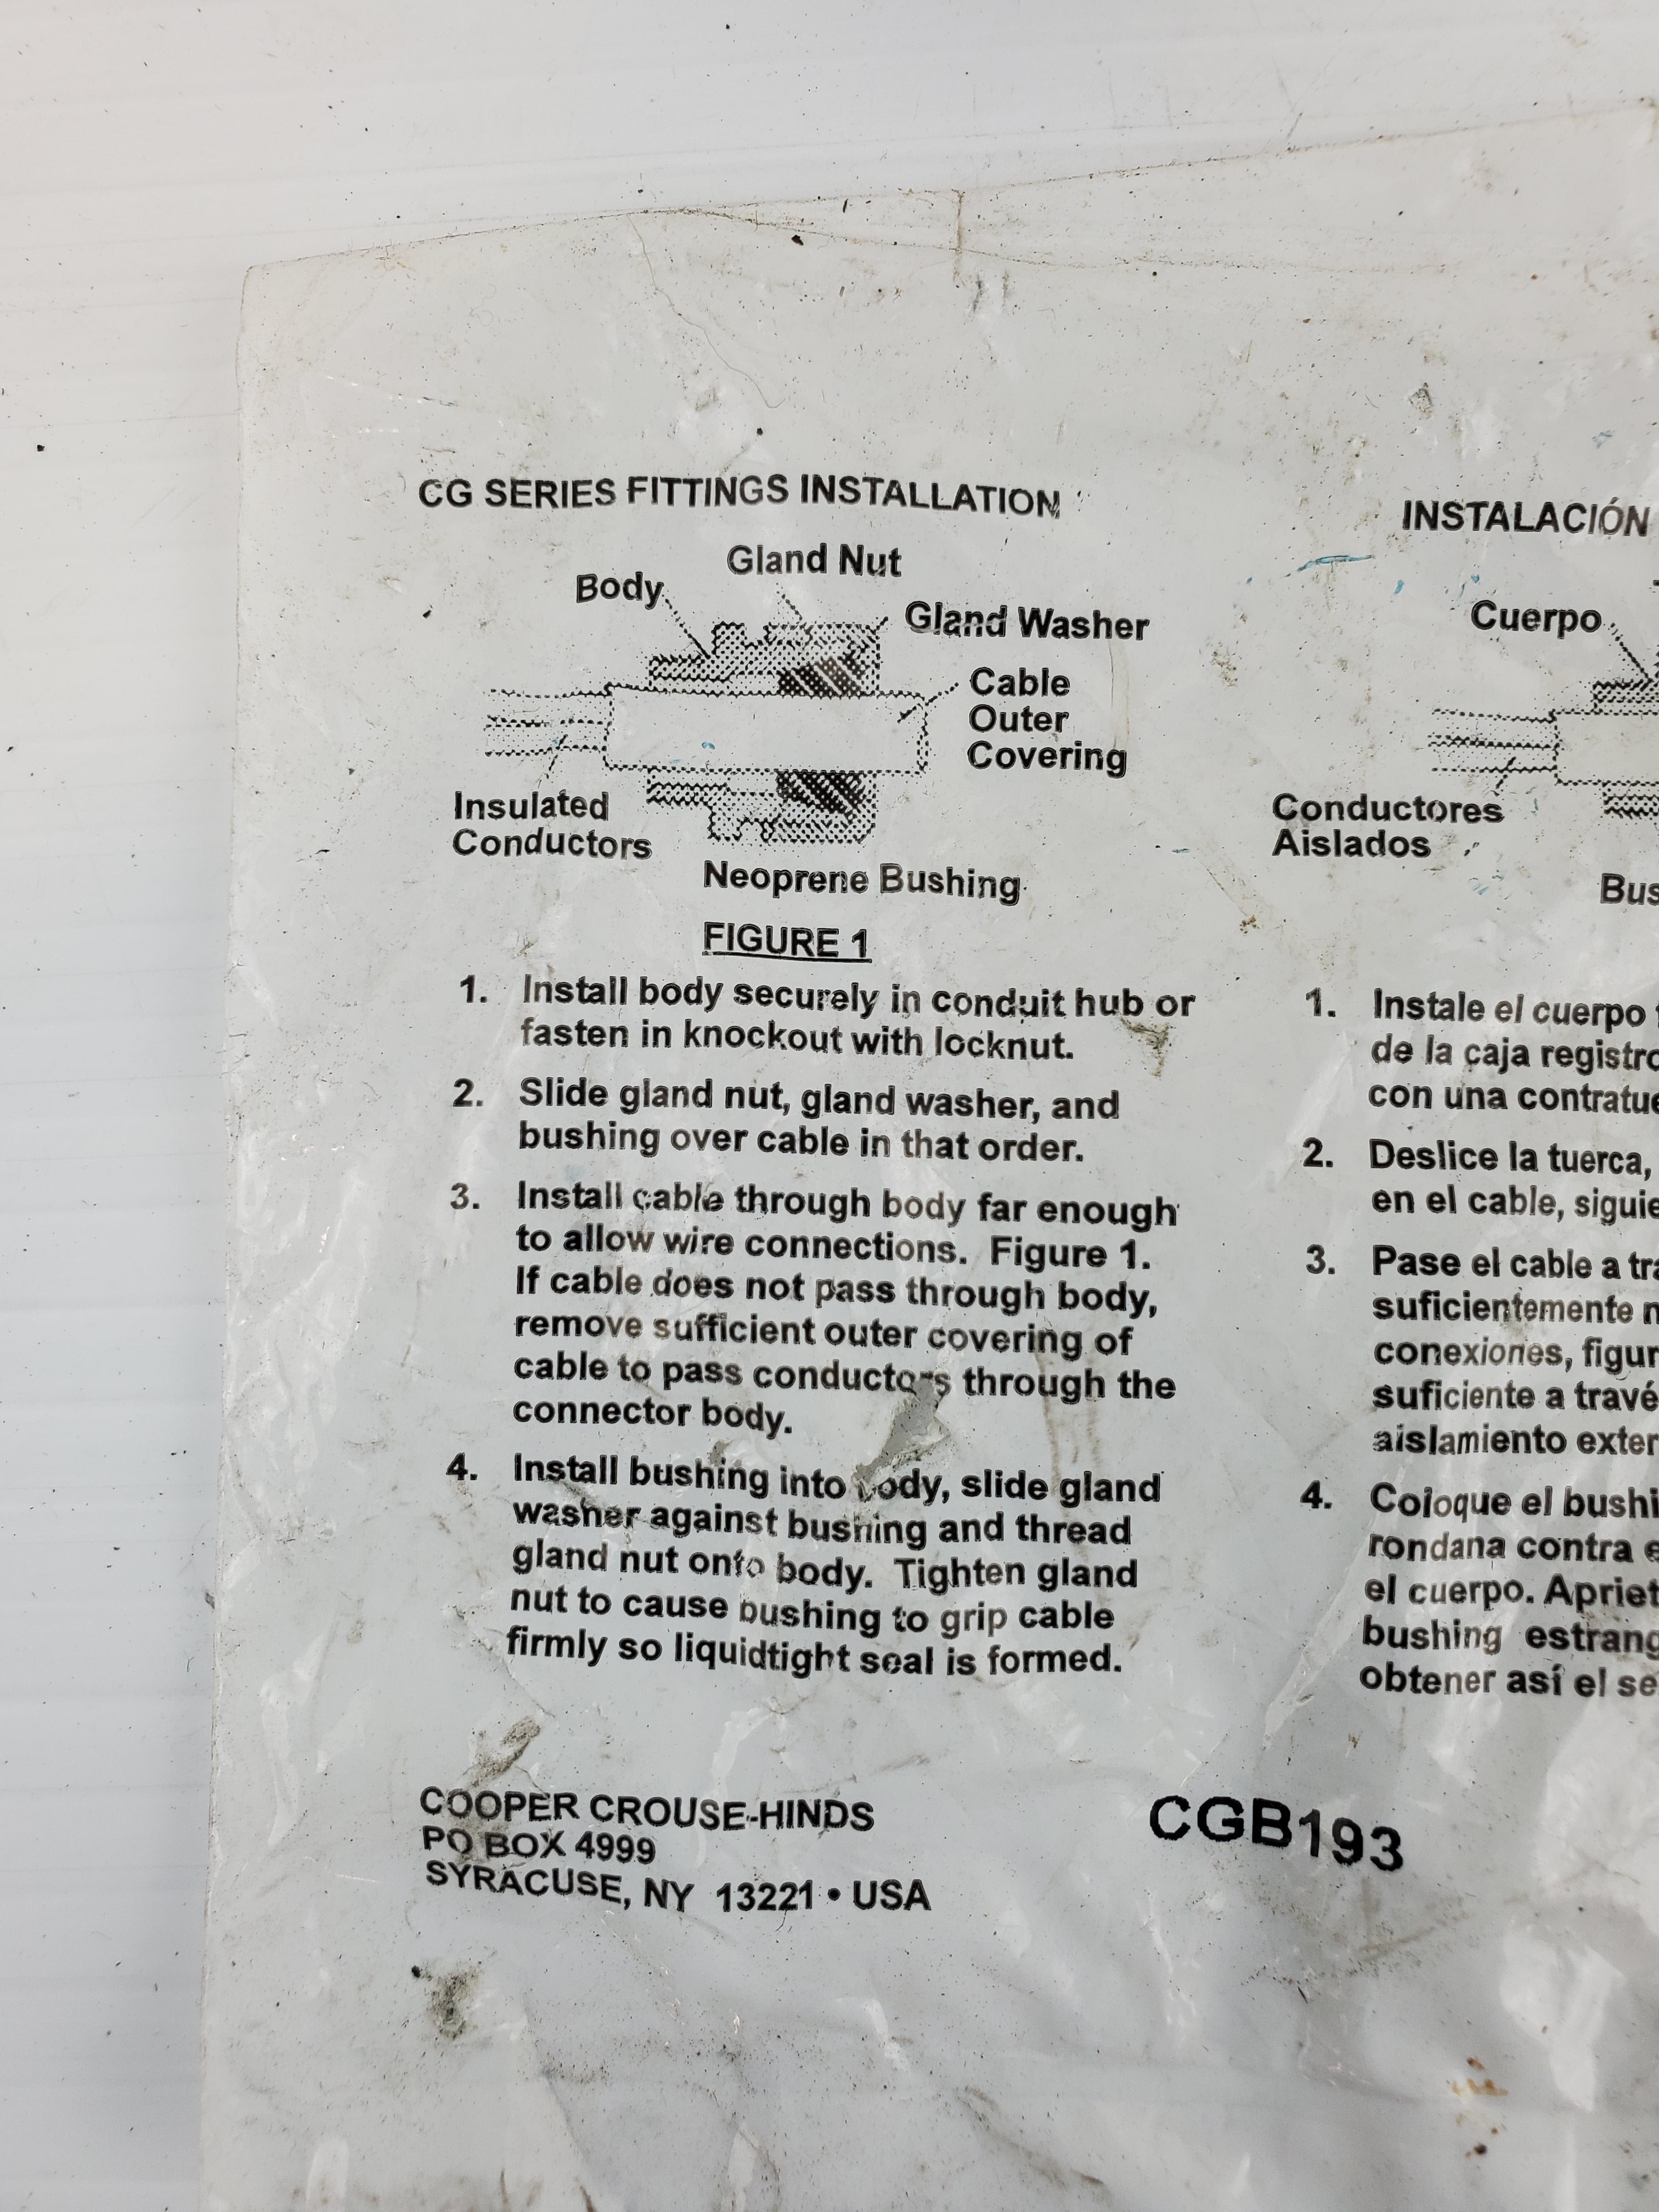 CG SERIES FITTINGS INSTALLATION
Gland Nut
Body
Gland Washer
Cable
Outer
Covering
Insulated
Conductors
Neoprene Bushing
FIGURE 1
1. Install body securely in conduit hub or
fasten in knockout with locknut.
2. Slide gland nut, gland washer, and
bushing over cable in that order.
3. Install cable through body far enough
to allow wire connections. Figure 1.
If cable does not pass through body,
remove sufficient outer covering of
cable to pass conductors through the
connector body.
4. Install bushing into body, slide gland
washer against bushing and thread
gland nut onto body. Tighten gland
nut to cause bushing to grip cable
firmly so liquidtight seal is formed.
COOPER CROUSE-HINDS
PO BOX 4999
SYRACUSE, NY 13221 • USA
CGB193
INSTALACIÓN
Cuerpo
Conductores
Aislados
Bus
1. Instale el cuerpo
de la caja registro
con una contratue
2. Deslice la tuerca,
en el cable, siguie
3. Pase el cable a tra
suficientemente
conexiones, figur
suficiente a travé
aislamiento exter
4. Coloque el bushi
rondana contra e
el cuerpo. Apriet
bushing estrang
obtener así el se